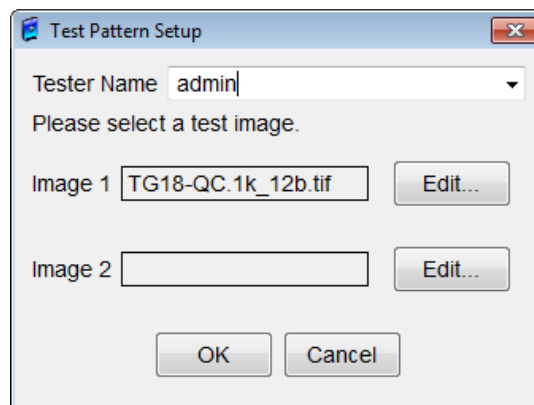 Test Pattern Setup
Tester Name admin
Please select a test image.
Image 1 TG18-QC.1k_12b.tif Edit...
Image 2 Edit...
OK Cancel